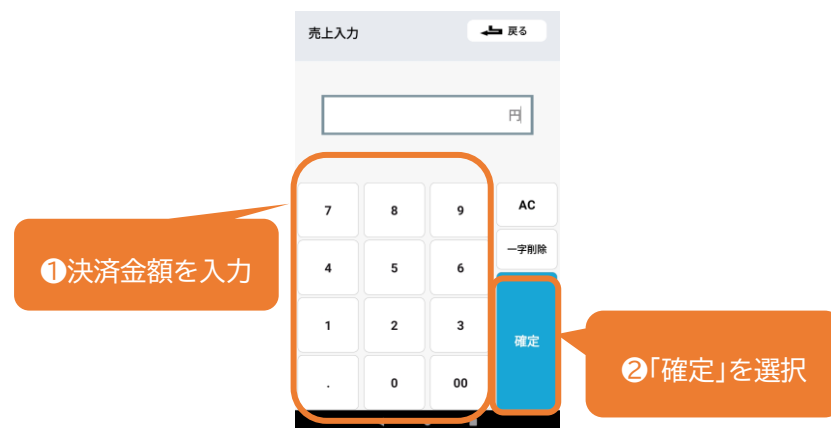 売上入力
戻る
円
7 8 9 AC
一字削除
4 5 6
❶決済金額を入力
1 2 3
確定
❷「確定」を選択
. 0 00